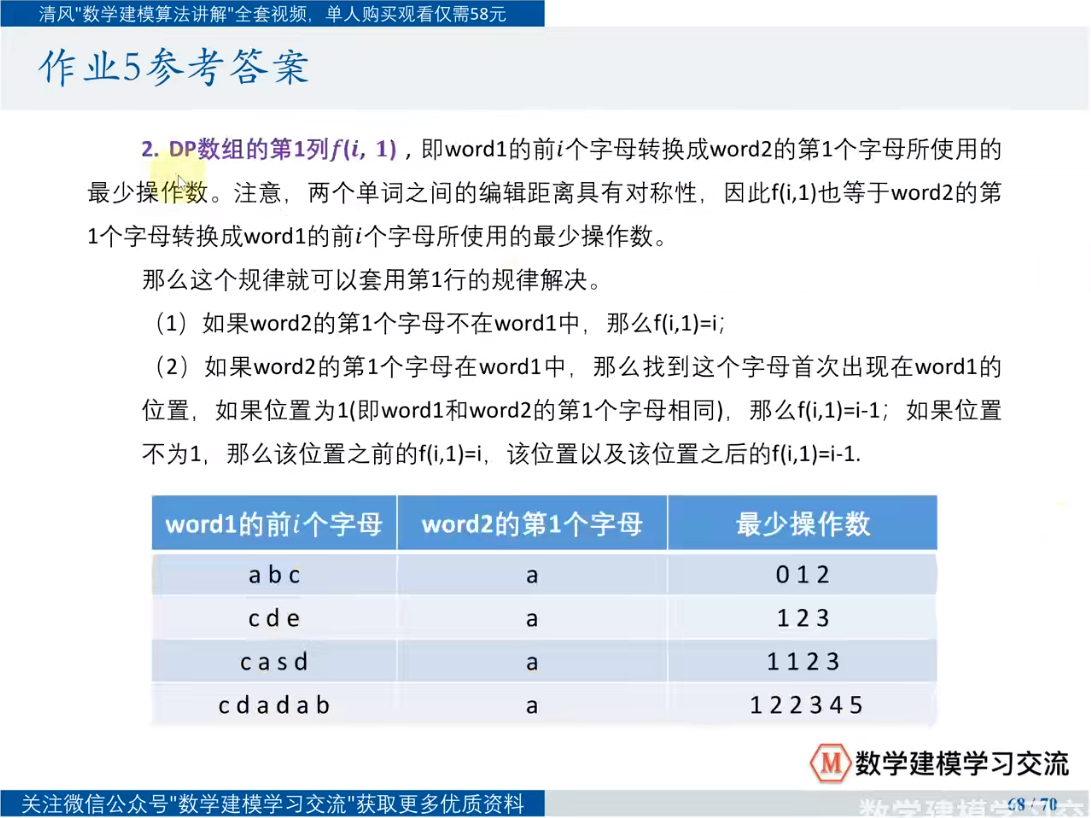 清风"数学建模算法讲解"全套视频，单人购买观看仅需58元
作业5参考答案
2. DP数组的第1列f(i, 1)，即word1的前i个字母转换成word2的第1个字母所使用的
最少操作数。注意，两个单词之间的编辑距离具有对称性，因此f(i,1)也等于word2的第
1个字母转换成word1的前i个字母所使用的最少操作数。
那么这个规律就可以套用第1行的规律解决。
（1）如果word2的第1个字母不在word1中，那么f(i,1)=i；
（2）如果word2的第1个字母在word1中，那么找到这个字母首次出现在word1的
位置，如果位置为1(即word1和word2的第1个字母相同)，那么f(i,1)=i-1；如果位置
不为1，那么该位置之前的f(i,1)=i，该位置以及该位置之后的f(i,1)=i-1.
word1的前i个字母 word2的第1个字母 最少操作数
a b c a 0 1 2
c d e a 1 2 3
c a s d a 1 1 2 3
c d a d a b a 1 2 2 3 4 5
M 数学建模学习交流
关注微信公众号"数学建模学习交流"获取更多优质资料
数学建模学习交
68 / 70